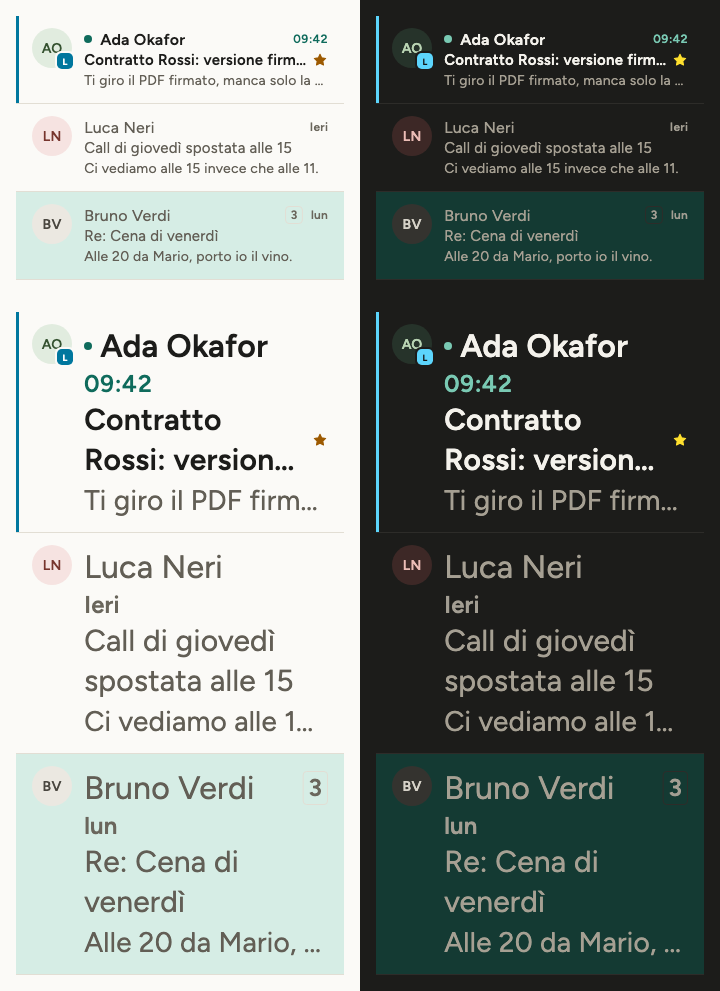 AO
L
Ada Okafor 09:42
Contratto Rossi: versione firm...
Ti giro il PDF firmato, manca solo la ...
LN
Luca Neri Ieri
Call di giovedì spostata alle 15
Ci vediamo alle 15 invece che alle 11.
BV
Bruno Verdi 3 lun
Re: Cena di venerdì
Alle 20 da Mario, porto io il vino.
AO
L
Ada Okafor
09:42
Contratto
Rossi: version...
Ti giro il PDF firm...
LN
Luca Neri
Ieri
Call di giovedì
spostata alle 15
Ci vediamo alle 1...
BV
Bruno Verdi 3
lun
Re: Cena di
venerdì
Alle 20 da Mario, ...
AO
L
Ada Okafor 09:42
Contratto Rossi: versione firm...
Ti giro il PDF firmato, manca solo la ...
LN
Luca Neri Ieri
Call di giovedì spostata alle 15
Ci vediamo alle 15 invece che alle 11.
BV
Bruno Verdi 3 lun
Re: Cena di venerdì
Alle 20 da Mario, porto io il vino.
AO
L
Ada Okafor
09:42
Contratto
Rossi: version...
Ti giro il PDF firm...
LN
Luca Neri
Ieri
Call di giovedì
spostata alle 15
Ci vediamo alle 1...
BV
Bruno Verdi 3
lun
Re: Cena di
venerdì
Alle 20 da Mario, ...